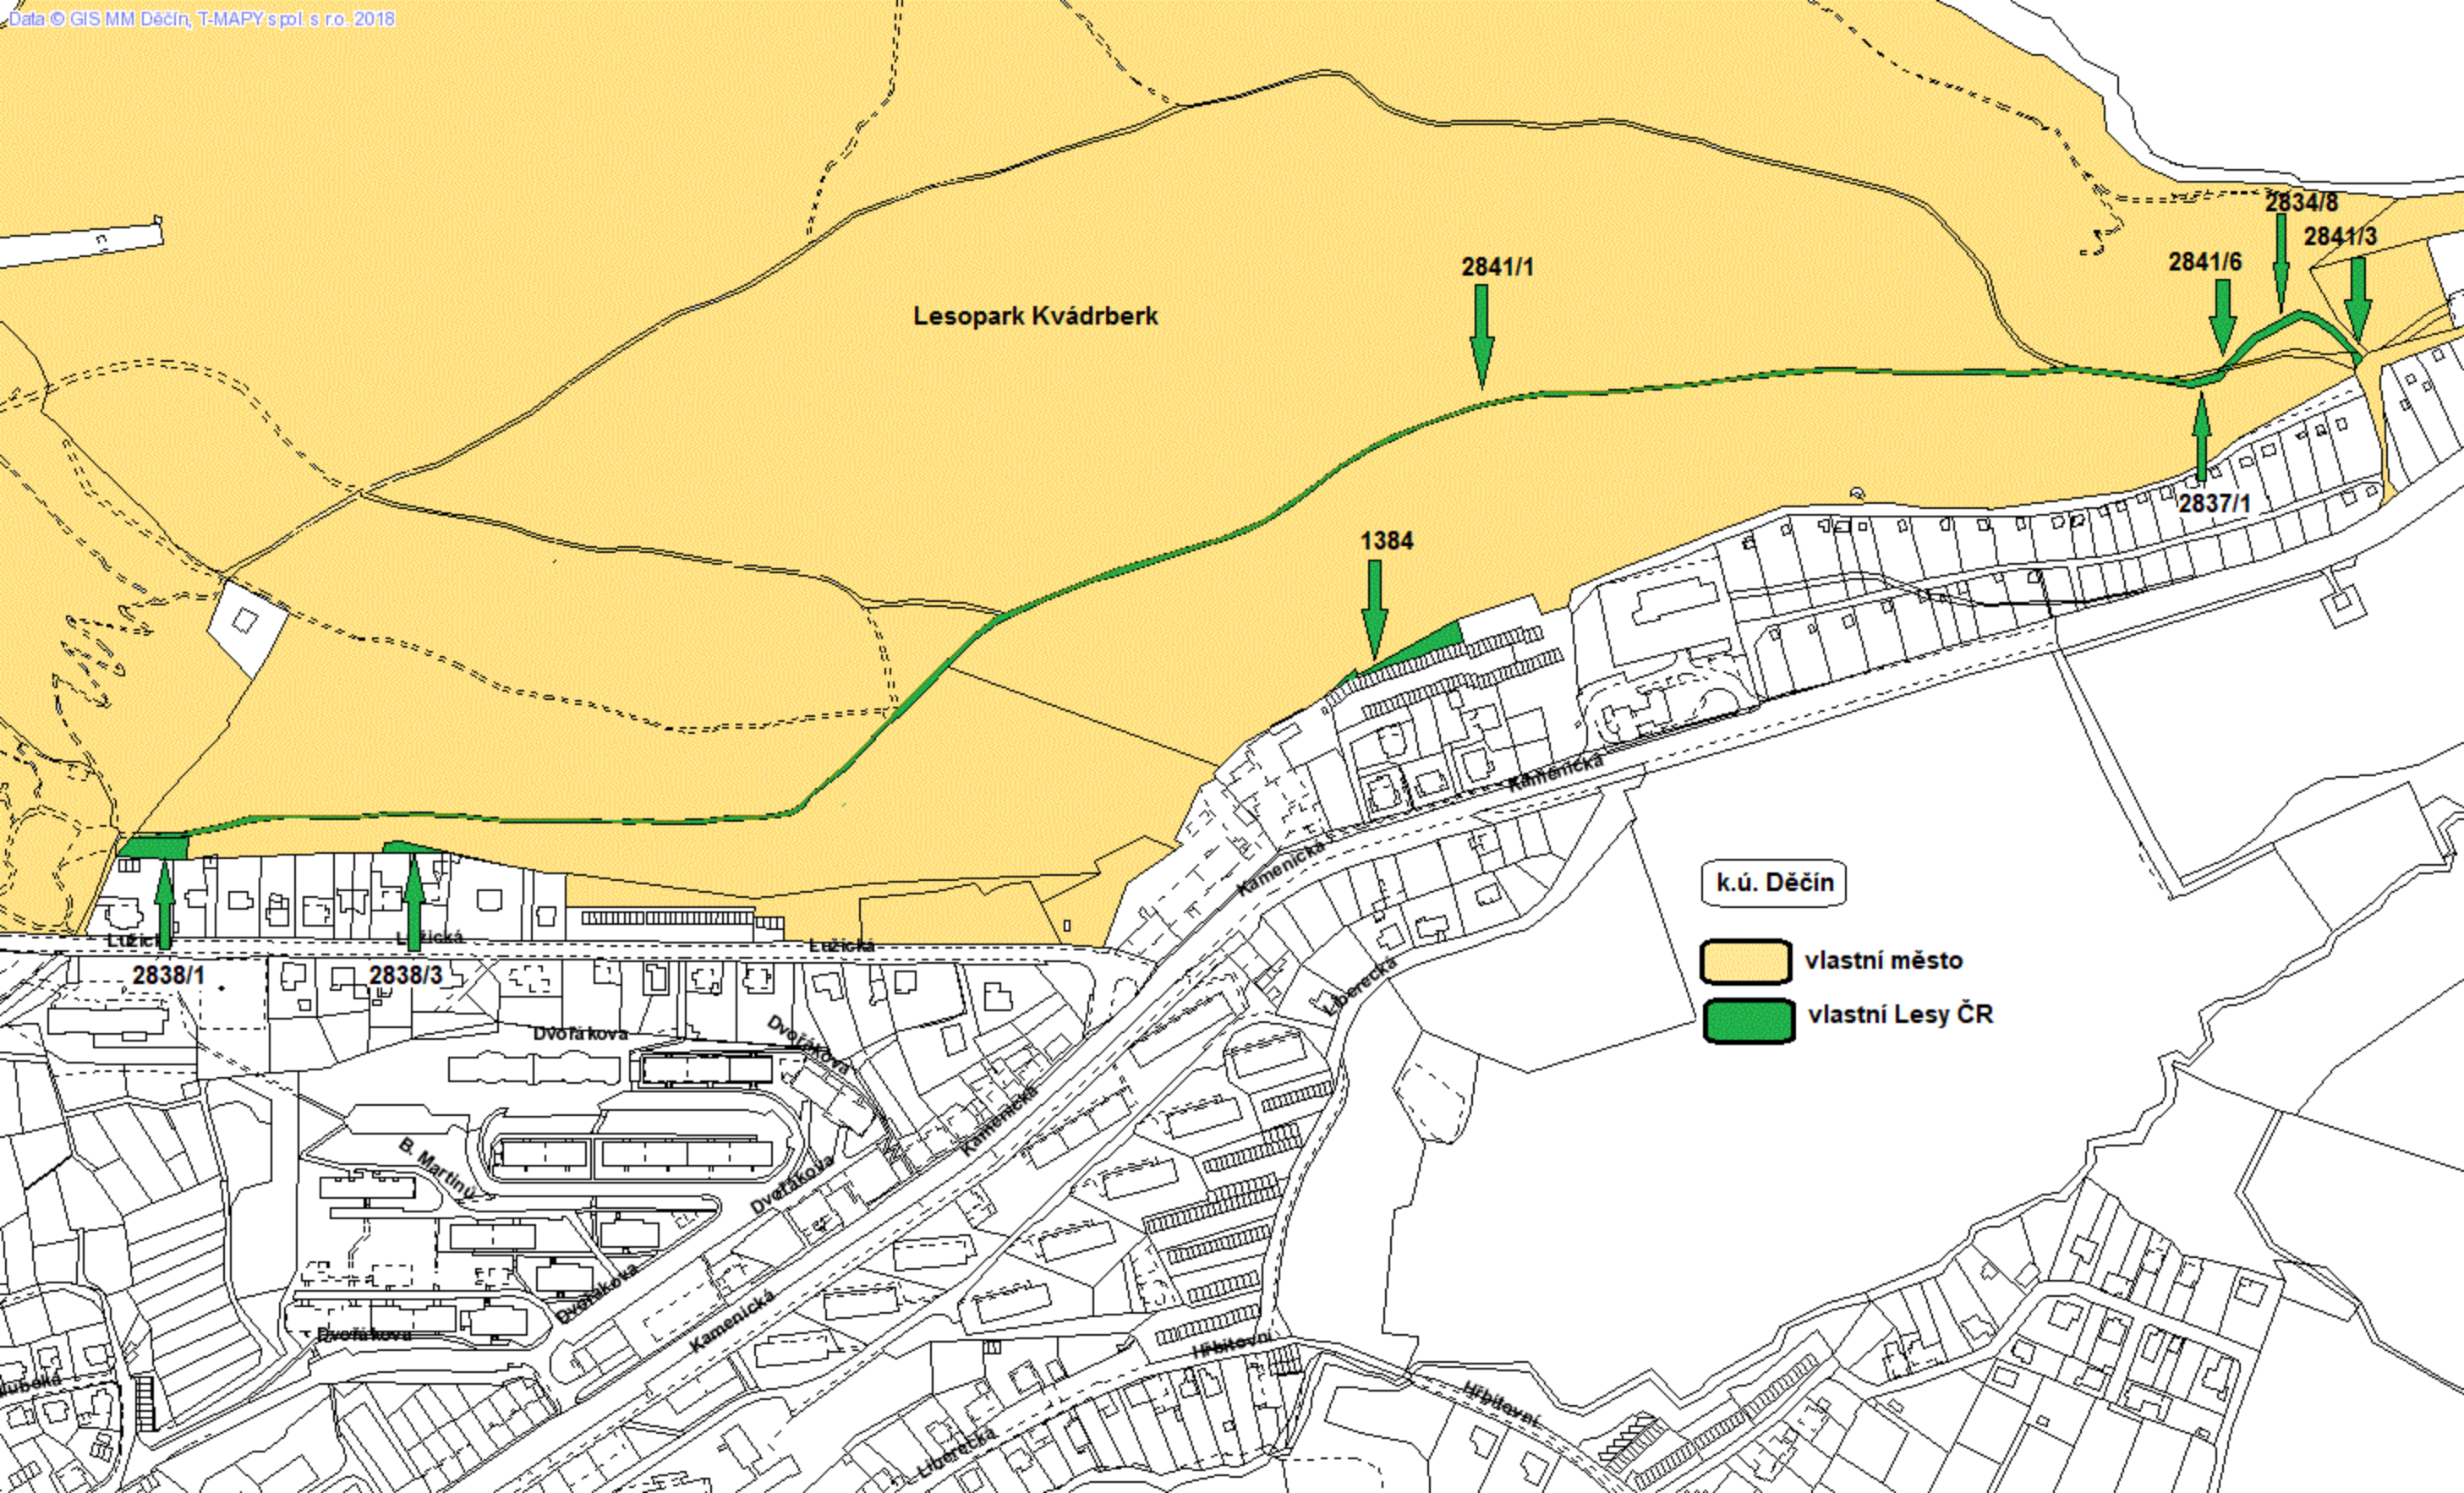 Data © GIS MM Děčín, T-MAPY spol. s r.o. 2018
2834/8
2841/3
2841/6
2841/1
Lesopark Kvádrberk
2837/1
1384
Kamenická
Kamenická
k.ú. Děčín
Lužická
Lužická
Lužická
vlastní město
2838/1
2838/3
Liberecká
vlastní Lesy ČR
Dvořákova
Dvořákova
Kamenická
B. Martinů
Dvořákova
Dvořákova
Kamenická
Dvořákova
Hřbitovní
Hřbitovní
Liberecká